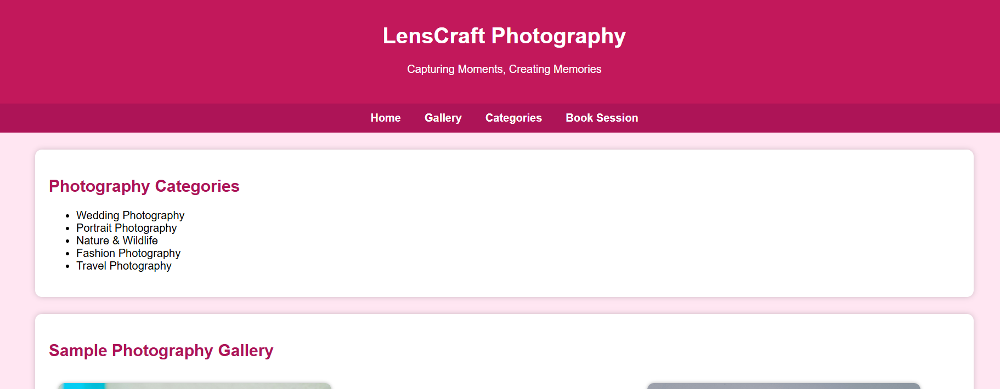 LensCraft Photography
Capturing Moments, Creating Memories
Home Gallery Categories Book Session
Photography Categories
Wedding Photography
Portrait Photography
Nature & Wildlife
Fashion Photography
Travel Photography
Sample Photography Gallery